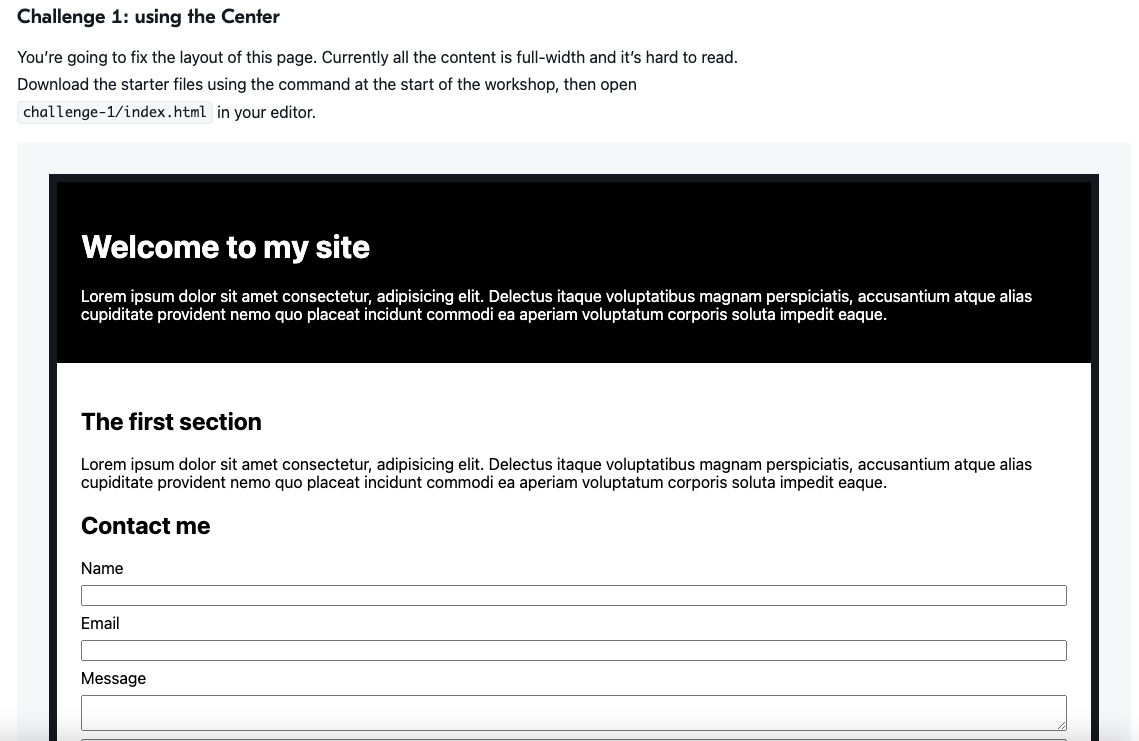 Challenge 1: using the Center
You’re going to fix the layout of this page. Currently all the content is full-width and it’s hard to read.
Download the starter files using the command at the start of the workshop, then open
challenge-1/index.html in your editor.
Welcome to my site
Lorem ipsum dolor sit amet consectetur, adipisicing elit. Delectus itaque voluptatibus magnam perspiciatis, accusantium atque alias
cupiditate provident nemo quo placeat incidunt commodi ea aperiam voluptatum corporis soluta impedit eaque.
The first section
Lorem ipsum dolor sit amet consectetur, adipisicing elit. Delectus itaque voluptatibus magnam perspiciatis, accusantium atque alias
cupiditate provident nemo quo placeat incidunt commodi ea aperiam voluptatum corporis soluta impedit eaque.
Contact me
Name
Email
Message